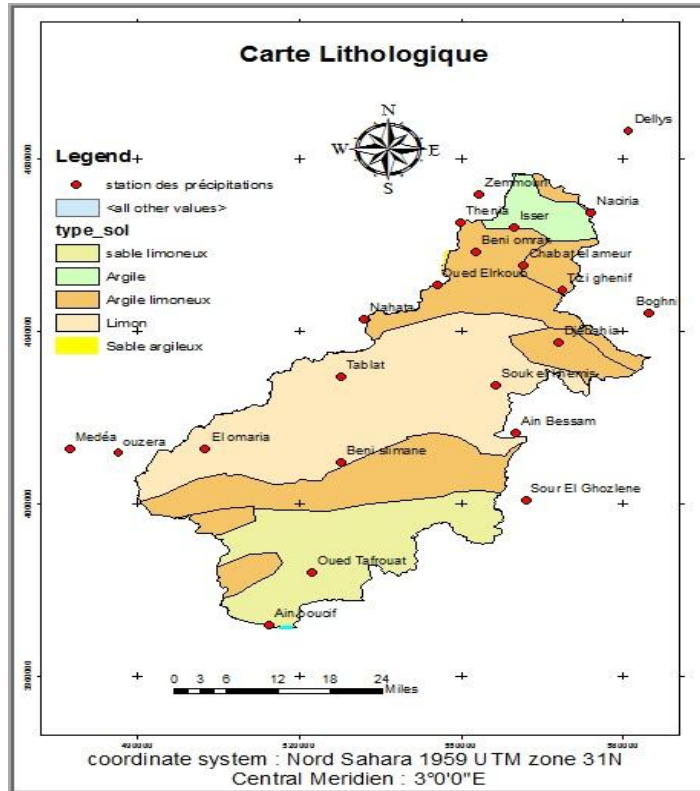 Carte Lithologique
N
W E
S
Legend
station des précipitations
<all other values>
type_sol
sable limoneux
Argile
Argile limoneux
Limon
Sable argileux
Dellys
Zemmouri
Naciria
Thenia
Isser
Beni omran
Chabat el ameur
Oued Elrkoub
Tizi ghenif
Boghni
Nahata
Djebahia
Tablat
Souk el khemis
Ain Bessam
Medéa
ouzera
El omaria
Beni slimane
Sour El Ghozlene
Oued Tafrouat
Ain boucif
0 3 6 12 18 24
Miles
coordinate system : Nord Sahara 1959 UTM zone 31N
Central Meridien : 3°0'0"E